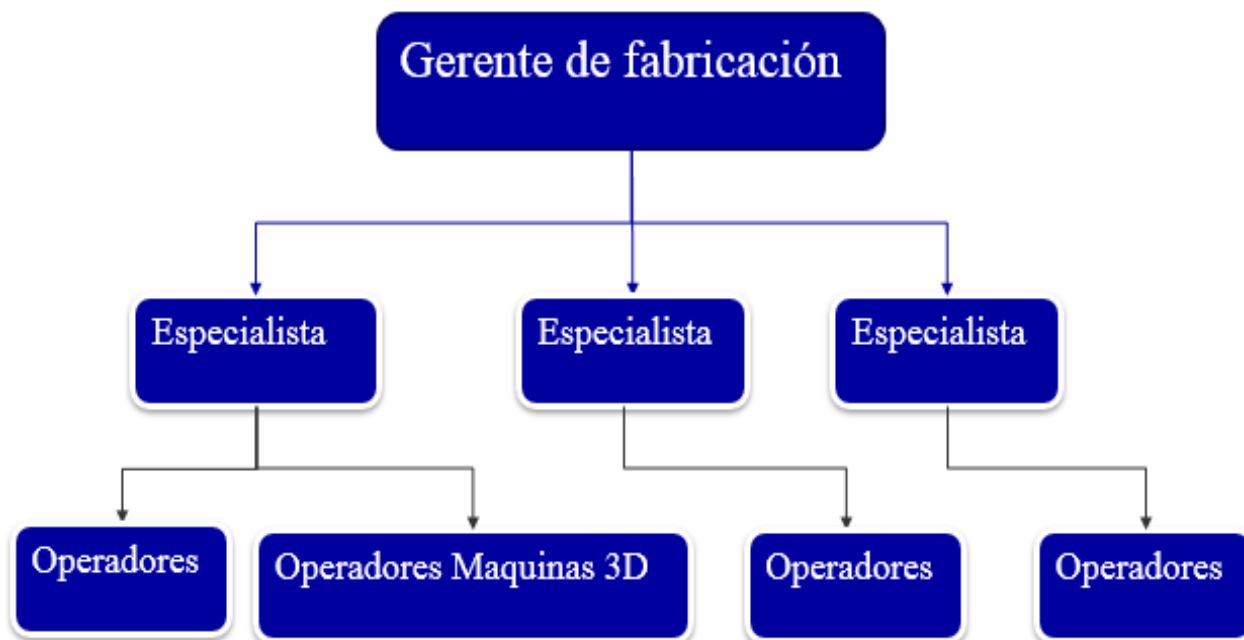 Gerente de fabricación
Especialista
Especialista
Especialista
Operadores
Operadores Maquinas 3D
Operadores
Operadores